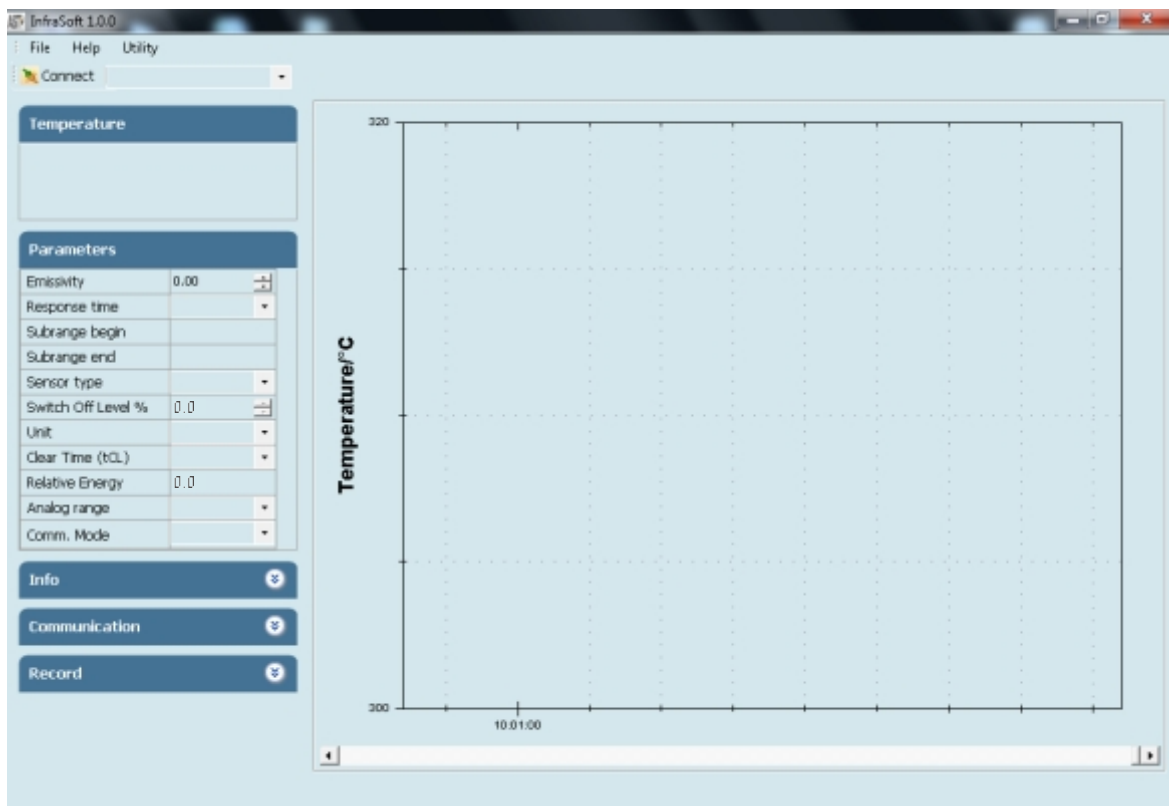 InfraSoft 1.0.0
File Help Utility
Connect
Temperature
Parameters
Emissivity 0.00
Response time
Subrange begin
Subrange end
Sensor type
Switch Off Level % 0.0
Unit
Clear Time (tCL)
Relative Energy 0.0
Analog range
Comm. Mode
Info
Communication
Record
320
Temperature/°C
300
10:01:00